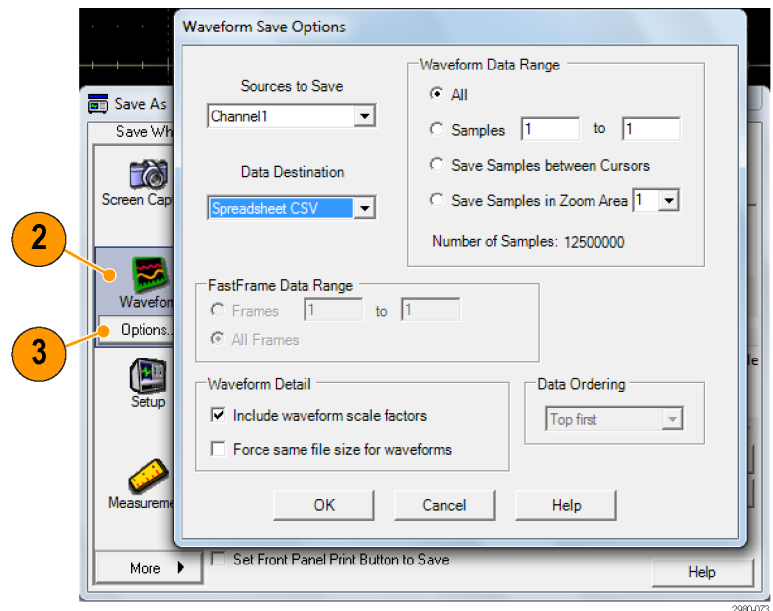 Waveform Save Options
Save As
Save Wh
Screen Cap
2
Wavefor
3
Options..
Setup
Measureme
More
Sources to Save
Channel1
Data Destination
Spreadsheet CSV
Waveform Data Range
All
Samples 1 to 1
Save Samples between Cursors
Save Samples in Zoom Area 1
Number of Samples: 12500000
FastFrame Data Range
Frames 1 to 1
All Frames
Waveform Detail
Include waveform scale factors
Force same file size for waveforms
Data Ordering
Top first
OK Cancel Help
le
Set Front Panel Print Button to Save
Help
2980-073